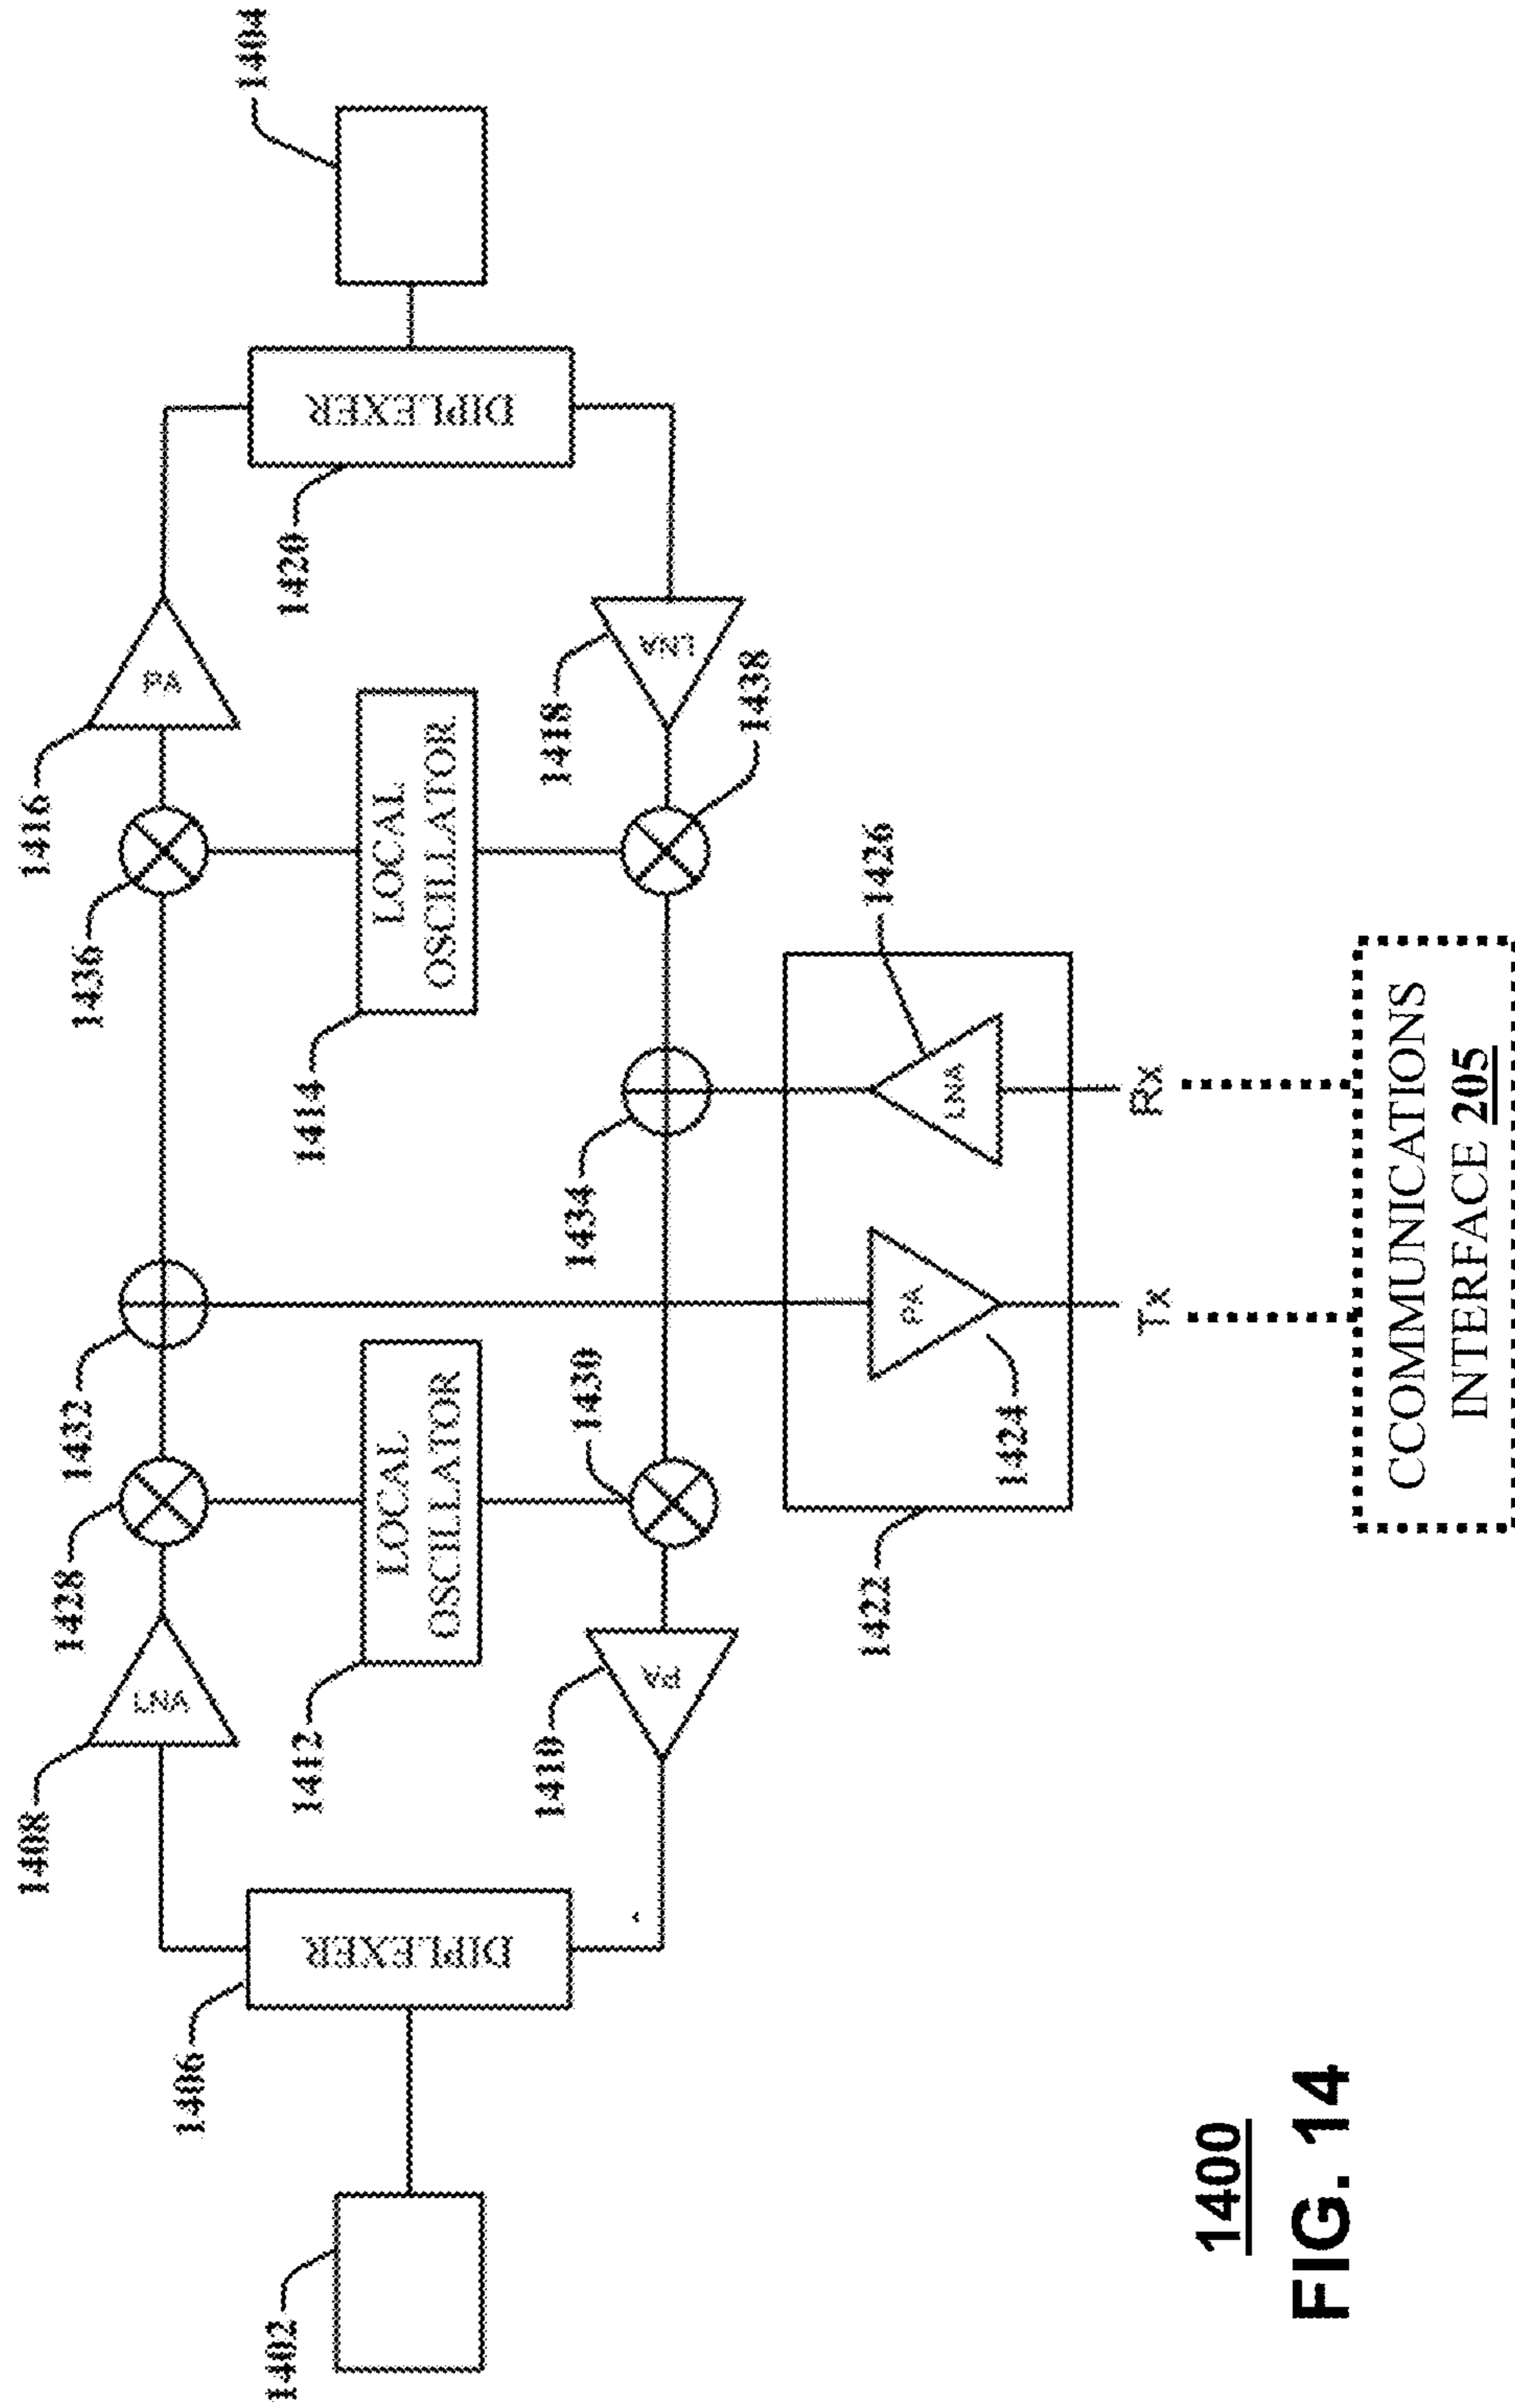 1404
1416
1436
1420
DIPLEXER
PA
LOCAL
OSCILLATOR
1414
1418
LNA
1438
1426
1434
LNA
Rx
1432
1428
1408
LNA
LOCAL
OSCILLATOR
1412
1430
1410
PA
PA
1424
Tx
1422
CCOMMUNICATIONS
INTERFACE 205
DIPLEXER
1406
1402
1400
FIG. 14